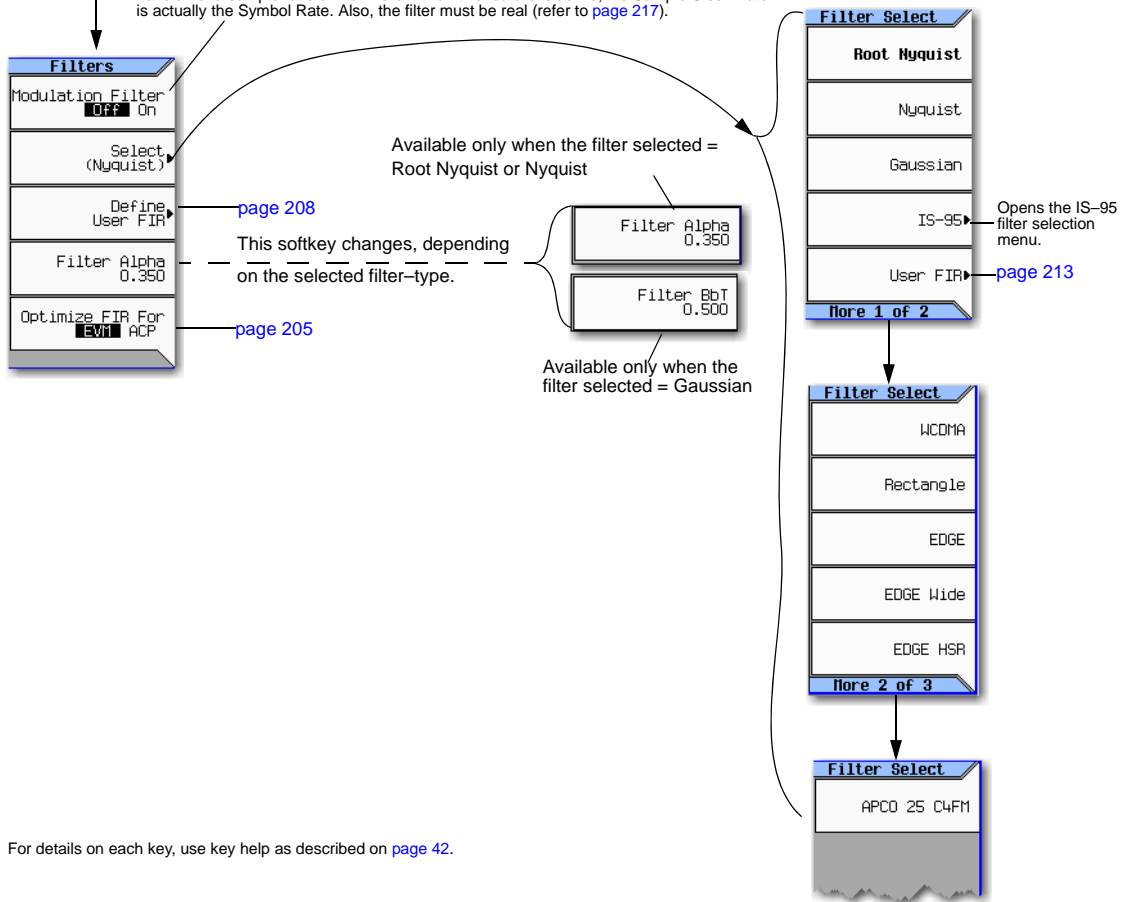 is actually the Symbol Rate. Also, the filter must be real (refer to page 217).
Filters
Modulation Filter
Off On
Select
(Nyquist)
Define
User FIR
Filter Alpha
0.350
Optimize FIR For
EVM ACP
page 208
This softkey changes, depending
on the selected filter–type.
page 205
Available only when the filter selected =
Root Nyquist or Nyquist
Filter Alpha
0.350
Filter BbT
0.500
Available only when the
filter selected = Gaussian
Filter Select
Root Nyquist
Nyquist
Gaussian
IS-95
User FIR
More 1 of 2
Opens the IS–95
filter selection
menu.
page 213
Filter Select
WCDMA
Rectangle
EDGE
EDGE Wide
EDGE HSR
More 2 of 3
Filter Select
APCO 25 C4FM
For details on each key, use key help as described on page 42.